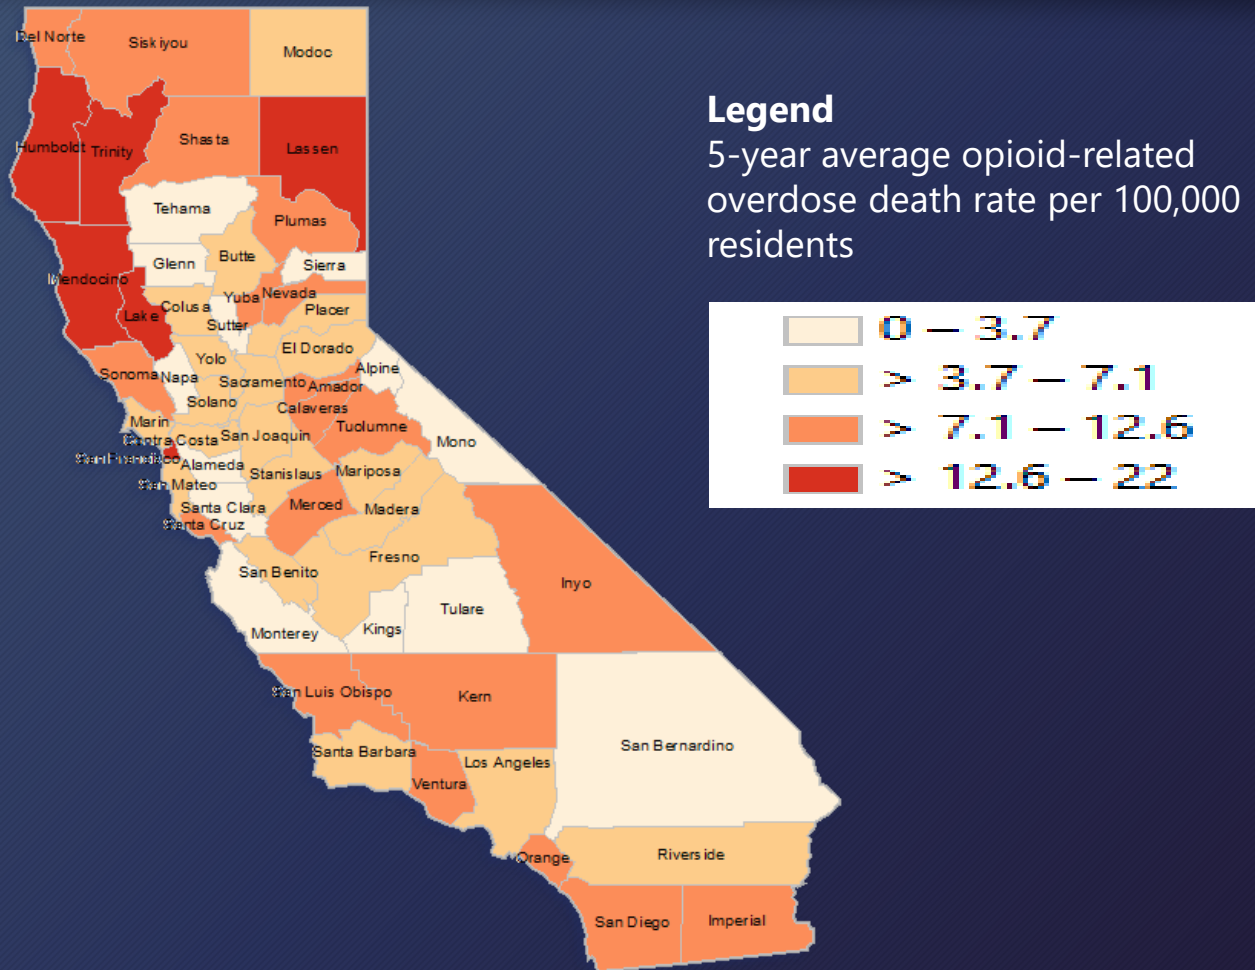 Del Norte
Siskiyou
Modoc
Humboldt
Trinity
Shasta
Lassen
Tehama
Plumas
Glenn
Butte
Sierra
Mendocino
Colusa
Yuba
Nevada
Lake
Sutter
Placer
Yolo
El Dorado
Sonoma
Napa
Sacramento
Amador
Alpine
Solano
Calaveras
Marin
Tuolumne
Contra Costa
San Joaquin
Mono
San Francisco
Alameda
Stanislaus
Mariposa
San Mateo
Santa Clara
Merced
Madera
Santa Cruz
Fresno
San Benito
Inyo
Tulare
Monterey
Kings
San Luis Obispo
Kern
Santa Barbara
Los Angeles
San Bernardino
Ventura
Orange
Riverside
San Diego
Imperial
Legend
5-year average opioid-related
overdose death rate per 100,000
residents
0 – 3.7
> 3.7 – 7.1
> 7.1 – 12.6
> 12.6 – 22